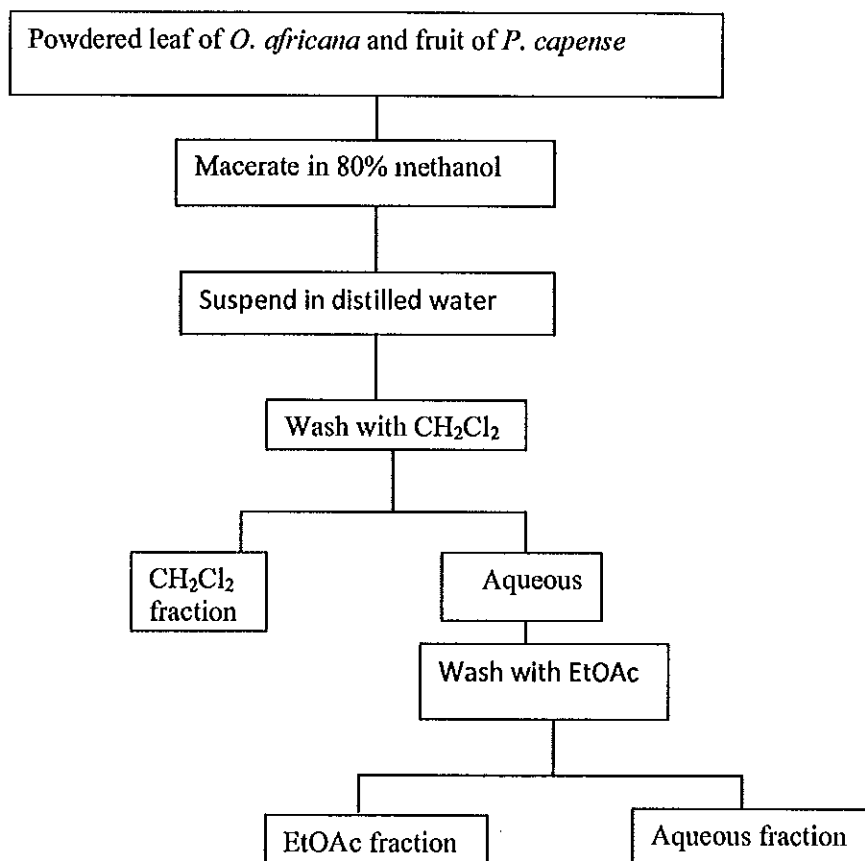 Powdered leaf of O. africana and fruit of P. capense
Macerate in 80% methanol
Suspend in distilled water
Wash with CH₂Cl₂
CH₂Cl₂
fraction
Aqueous
Wash with EtOAc
EtOAc fraction
Aqueous fraction